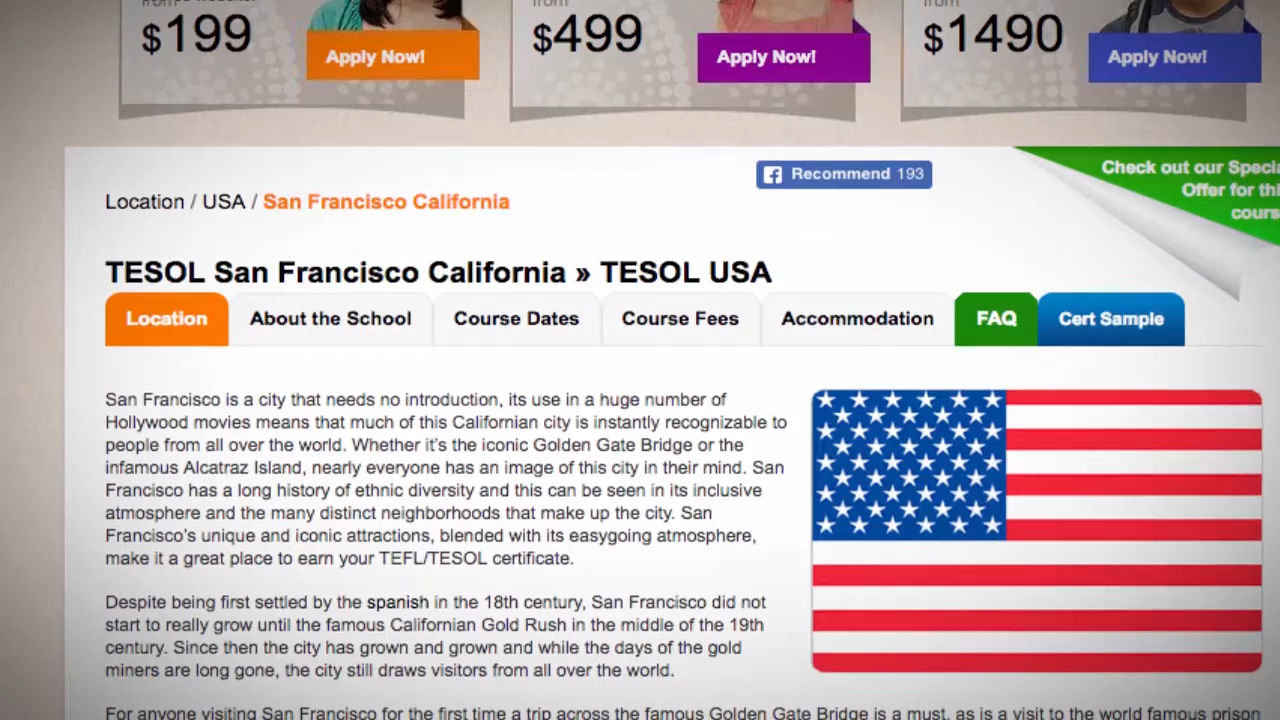 from
from
from
$199
$499
$1490
Apply Now!
Apply Now!
Apply Now!
Recommend 193
Check out our Specia
Offer for thi
cours
Location / USA / San Francisco California
TESOL San Francisco California » TESOL USA
Location
About the School
Course Dates
Course Fees
Accommodation
FAQ
Cert Sample
San Francisco is a city that needs no introduction, its use in a huge number of
Hollywood movies means that much of this Californian city is instantly recognizable to
people from all over the world. Whether it's the iconic Golden Gate Bridge or the
infamous Alcatraz Island, nearly everyone has an image of this city in their mind. San
Francisco has a long history of ethnic diversity and this can be seen in its inclusive
atmosphere and the many distinct neighborhoods that make up the city. San
Francisco's unique and iconic attractions, blended with its easygoing atmosphere,
make it a great place to earn your TEFL/TESOL certificate.
Despite being first settled by the spanish in the 18th century, San Francisco did not
start to really grow until the famous Californian Gold Rush in the middle of the 19th
century. Since then the city has grown and grown and while the days of the gold
miners are long gone, the city still draws visitors from all over the world.
For anyone visiting San Francisco for the first time a trip across the famous Golden Gate Bridge is a must, as is a visit to the world famous prison